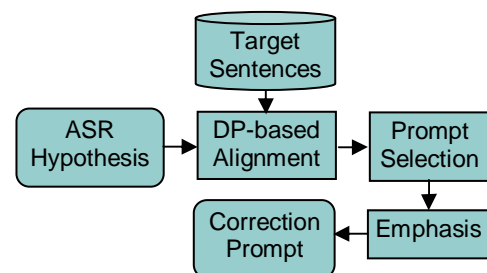 Target
Sentences
ASR
Hypothesis
DP-based
Alignment
Prompt
Selection
Correction
Prompt
Emphasis